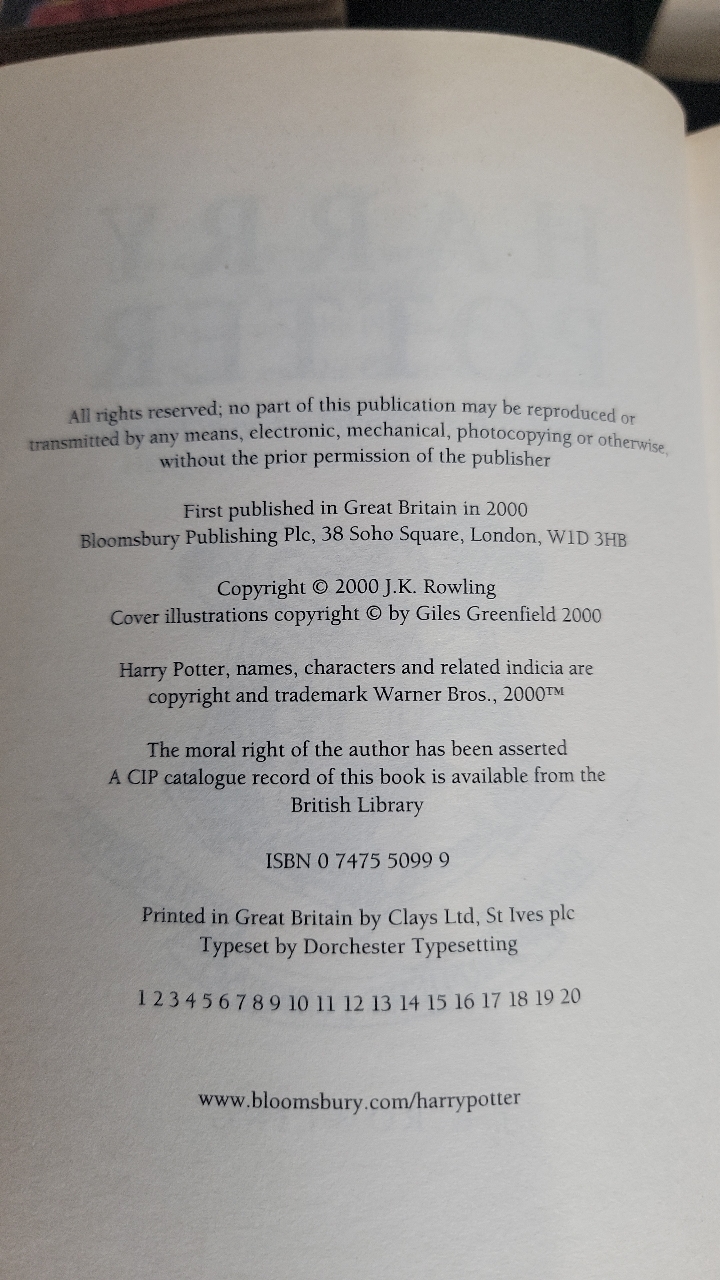 All rights reserved; no part of this publication may be reproduced or
transmitted by any means, electronic, mechanical, photocopying or otherwise,
without the prior permission of the publisher
First published in Great Britain in 2000
Bloomsbury Publishing Plc, 38 Soho Square, London, W1D 3HB
Copyright © 2000 J.K. Rowling
Cover illustrations copyright © by Giles Greenfield 2000
Harry Potter, names, characters and related indicia are
copyright and trademark Warner Bros., 2000™
The moral right of the author has been asserted
A CIP catalogue record of this book is available from the
British Library
ISBN 0 7475 5099 9
Printed in Great Britain by Clays Ltd, St Ives plc
Typeset by Dorchester Typesetting
1 2 3 4 5 6 7 8 9 10 11 12 13 14 15 16 17 18 19 20
www.bloomsbury.com/harrypotter